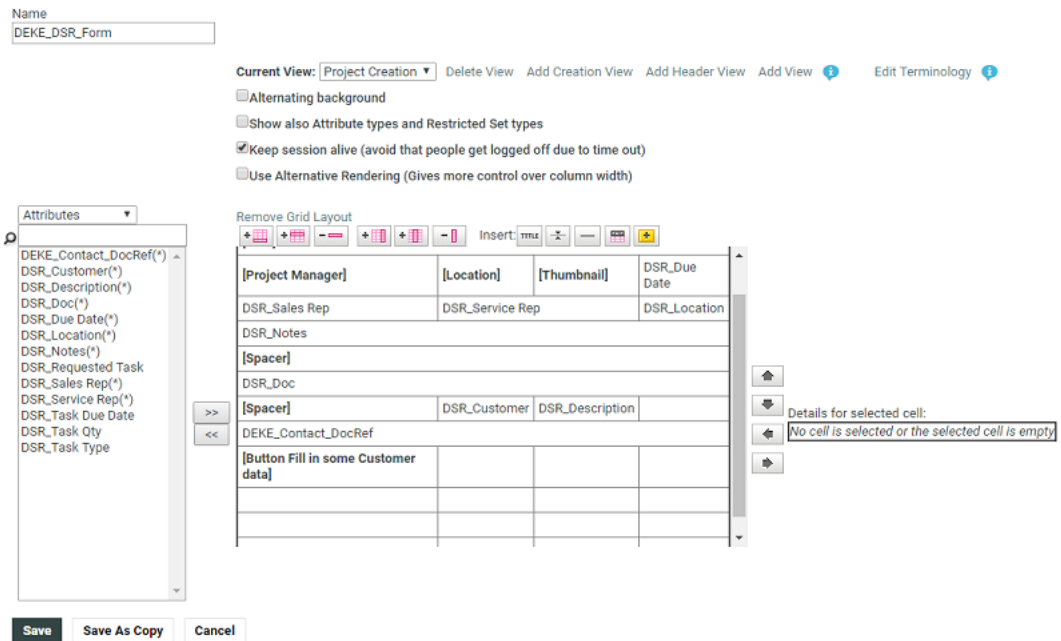 Name
DEKE_DSR_Form
Current View: Project Creation ▼ Delete View Add Creation View Add Header View Add View Edit Terminology
Alternating background
Show also Attribute types and Restricted Set types
Keep session alive (avoid that people get logged off due to time out)
Use Alternative Rendering (Gives more control over column width)
Attributes ▼
Remove Grid Layout
Insert: TITLE
DEKE_Contact_DocRef(*)
DSR_Customer(*)
DSR_Description(*)
DSR_Doc(*)
DSR_Due Date(*)
DSR_Location(*)
DSR_Notes(*)
DSR_Requested Task
DSR_Sales Rep(*)
DSR_Service Rep(*)
DSR_Task Due Date
DSR_Task Qty
DSR_Task Type
>>
<<
[Project Manager] [Location] [Thumbnail] DSR_Due
Date
DSR_Sales Rep DSR_Service Rep DSR_Location
DSR_Notes
[Spacer]
DSR_Doc
[Spacer] DSR_Customer DSR_Description
DEKE_Contact_DocRef
[Button Fill in some Customer
data]
Details for selected cell:
No cell is selected or the selected cell is empty
Save Save As Copy Cancel